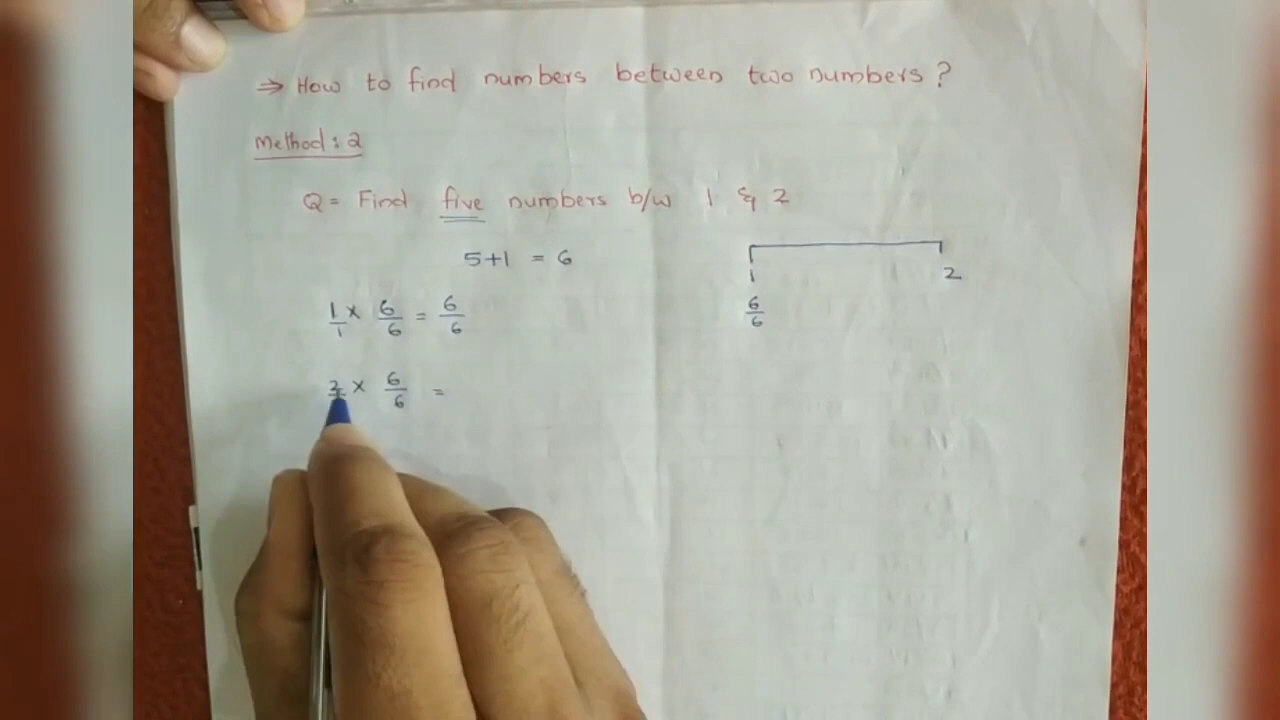 ⇒ How to find numbers between two numbers?
Method: 2
Q = Find five numbers b/w 1 & 2
5+1 = 6
1/1 × 6/6 = 6/6
2/1 × 6/6 =
1 2
6/6